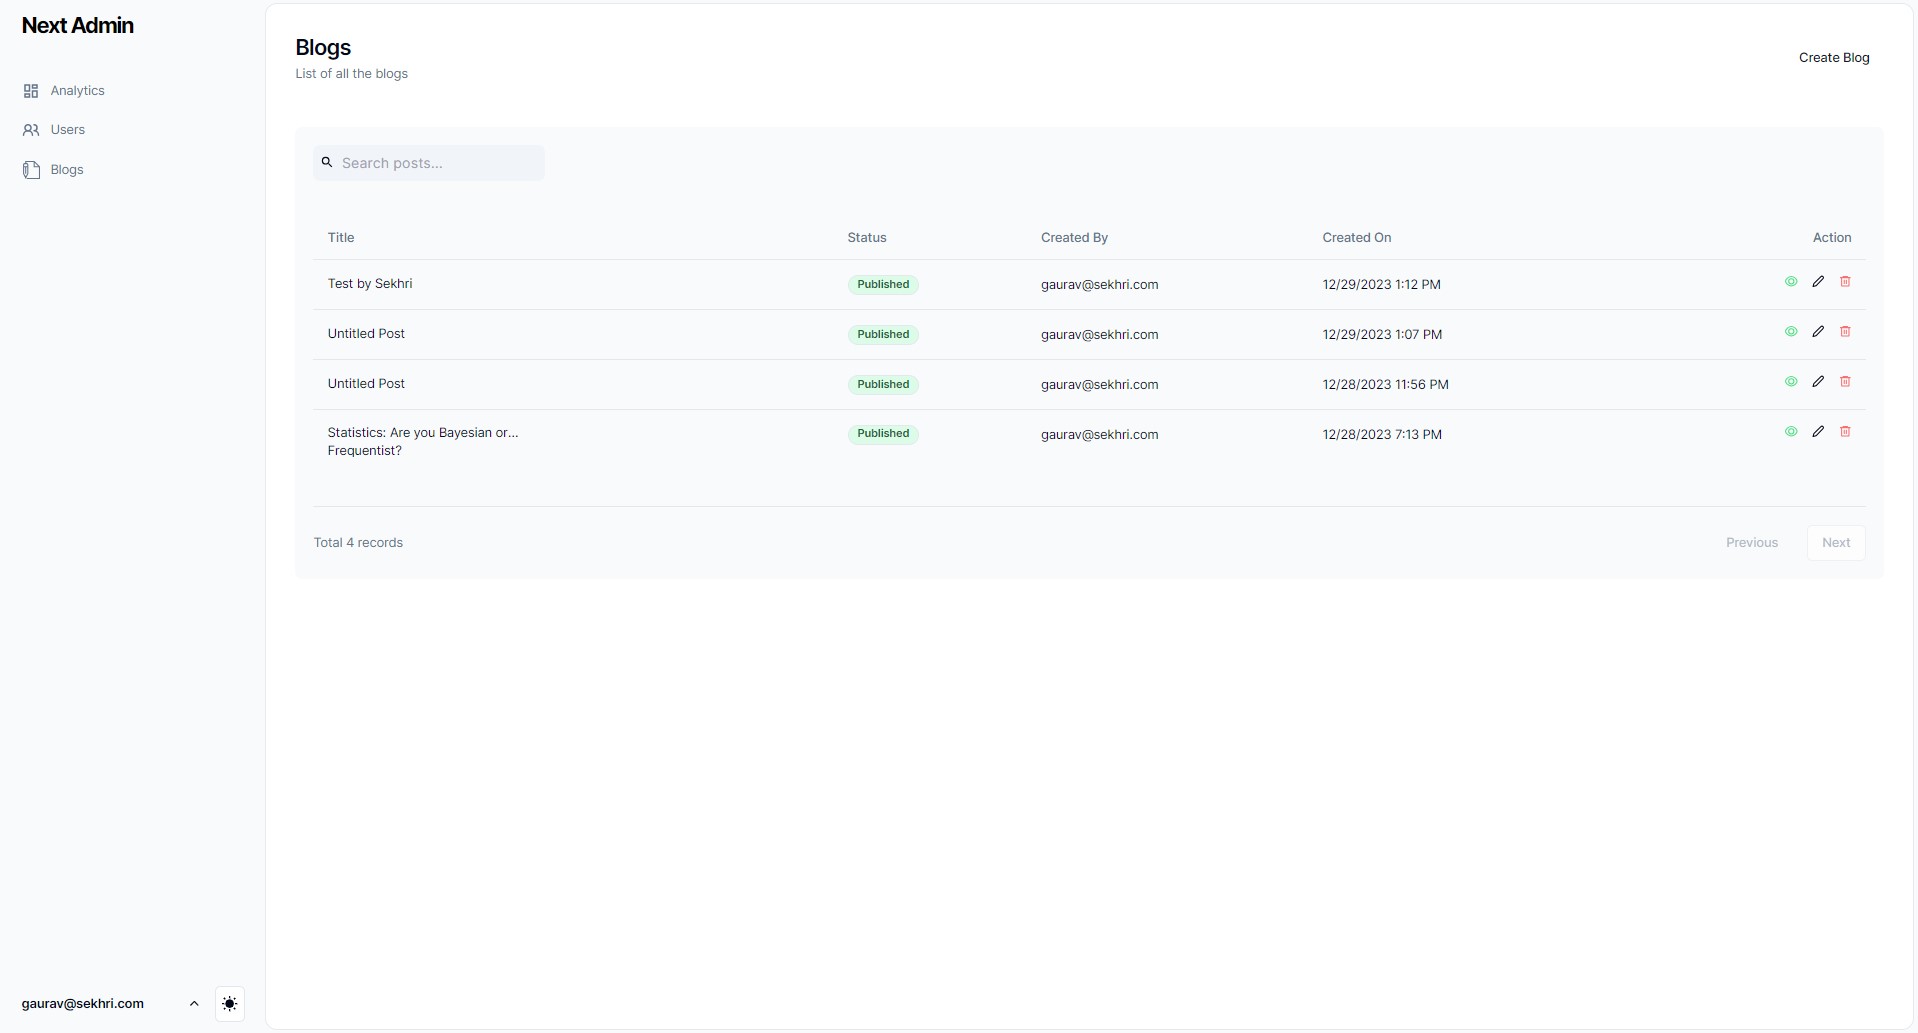 Next Admin
Analytics
Users
Blogs
gaurav@sekhri.com
Blogs
List of all the blogs
Create Blog
Search posts...
Title Status Created By Created On Action
Test by Sekhri Published gaurav@sekhri.com 12/29/2023 1:12 PM
Untitled Post Published gaurav@sekhri.com 12/29/2023 1:07 PM
Untitled Post Published gaurav@sekhri.com 12/28/2023 11:56 PM
Statistics: Are you Bayesian or... Published gaurav@sekhri.com 12/28/2023 7:13 PM
Frequentist?
Total 4 records Previous Next